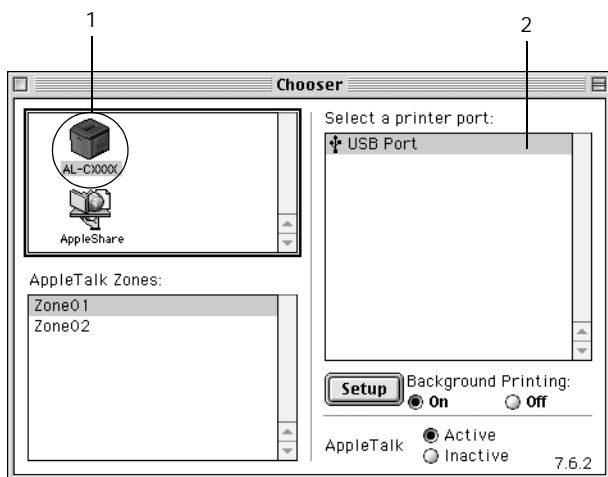 1
2
Chooser
AL-CXXXX
AppleShare
AppleTalk Zones:
Zone01
Zone02
Select a printer port:
USB Port
Setup
Background Printing:
On Off
AppleTalk
Active
Inactive
7.6.2